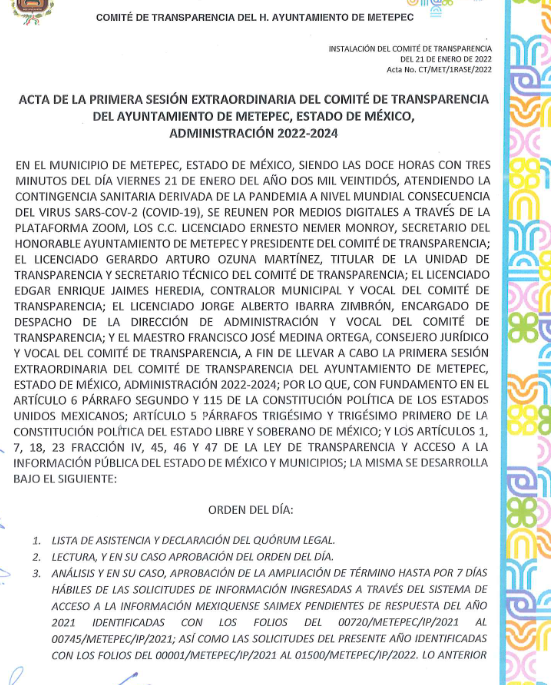 COMITÉ DE TRANSPARENCIA DEL H. AYUNTAMIENTO DE METEPEC
INSTALACIÓN DEL COMITÉ DE TRANSPARENCIA
DEL 21 DE ENERO DE 2022
Acta No. CT/MET/1RASE/2022
ACTA DE LA PRIMERA SESIÓN EXTRAORDINARIA DEL COMITÉ DE TRANSPARENCIA
DEL AYUNTAMIENTO DE METEPEC, ESTADO DE MÉXICO,
ADMINISTRACIÓN 2022-2024
EN EL MUNICIPIO DE METEPEC, ESTADO DE MÉXICO, SIENDO LAS DOCE HORAS CON TRES
MINUTOS DEL DÍA VIERNES 21 DE ENERO DEL AÑO DOS MIL VEINTIDÓS, ATENDIENDO LA
CONTINGENCIA SANITARIA DERIVADA DE LA PANDEMIA A NIVEL MUNDIAL CONSECUENCIA
DEL VIRUS SARS-COV-2 (COVID-19), SE REUNEN POR MEDIOS DIGITALES A TRAVÉS DE LA
PLATAFORMA ZOOM, LOS C.C. LICENCIADO ERNESTO NEMER MONROY, SECRETARIO DEL
HONORABLE AYUNTAMIENTO DE METEPEC Y PRESIDENTE DEL COMITÉ DE TRANSPARENCIA;
EL LICENCIADO GERARDO ARTURO OZUNA MARTÍNEZ, TITULAR DE LA UNIDAD DE
TRANSPARENCIA Y SECRETARIO TÉCNICO DEL COMITÉ DE TRANSPARENCIA; EL LICENCIADO
EDGAR ENRIQUE JAIMES HEREDIA, CONTRALOR MUNICIPAL Y VOCAL DEL COMITÉ DE
TRANSPARENCIA; EL LICENCIADO JORGE ALBERTO IBARRA ZIMBRÓN, ENCARGADO DE
DESPACHO DE LA DIRECCIÓN DE ADMINISTRACIÓN Y VOCAL DEL COMITÉ DE
TRANSPARENCIA; Y EL MAESTRO FRANCISCO JOSÉ MEDINA ORTEGA, CONSEJERO JURÍDICO
Y VOCAL DEL COMITÉ DE TRANSPARENCIA, A FIN DE LLEVAR A CABO LA PRIMERA SESIÓN
EXTRAORDINARIA DEL COMITÉ DE TRANSPARENCIA DEL AYUNTAMIENTO DE METEPEC,
ESTADO DE MÉXICO, ADMINISTRACIÓN 2022-2024; POR LO QUE, CON FUNDAMENTO EN EL
ARTÍCULO 6 PÁRRAFO SEGUNDO Y 115 DE LA CONSTITUCIÓN POLÍTICA DE LOS ESTADOS
UNIDOS MEXICANOS; ARTÍCULO 5 PÁRRAFOS TRIGÉSIMO Y TRIGÉSIMO PRIMERO DE LA
CONSTITUCIÓN POLÍTICA DEL ESTADO LIBRE Y SOBERANO DE MÉXICO; Y LOS ARTÍCULOS 1,
7, 18, 23 FRACCIÓN IV, 45, 46 Y 47 DE LA LEY DE TRANSPARENCIA Y ACCESO A LA
INFORMACIÓN PÚBLICA DEL ESTADO DE MÉXICO Y MUNICIPIOS; LA MISMA SE DESARROLLA
BAJO EL SIGUIENTE:
ORDEN DEL DÍA:
1. LISTA DE ASISTENCIA Y DECLARACIÓN DEL QUÓRUM LEGAL.
2. LECTURA, Y EN SU CASO APROBACIÓN DEL ORDEN DEL DÍA.
3. ANÁLISIS Y EN SU CASO, APROBACIÓN DE LA AMPLIACIÓN DE TÉRMINO HASTA POR 7 DÍAS
HÁBILES DE LAS SOLICITUDES DE INFORMACIÓN INGRESADAS A TRAVÉS DEL SISTEMA DE
ACCESO A LA INFORMACIÓN MEXIQUENSE SAIMEX PENDIENTES DE RESPUESTA DEL AÑO
2021 IDENTIFICADAS CON LOS FOLIOS DEL 00720/METEPEC/IP/2021 AL
00745/METEPEC/IP/2021; ASÍ COMO LAS SOLICITUDES DEL PRESENTE AÑO IDENTIFICADAS
CON LOS FOLIOS DEL 00001/METEPEC/IP/2021 AL 01500/METEPEC/IP/2022. LO ANTERIOR